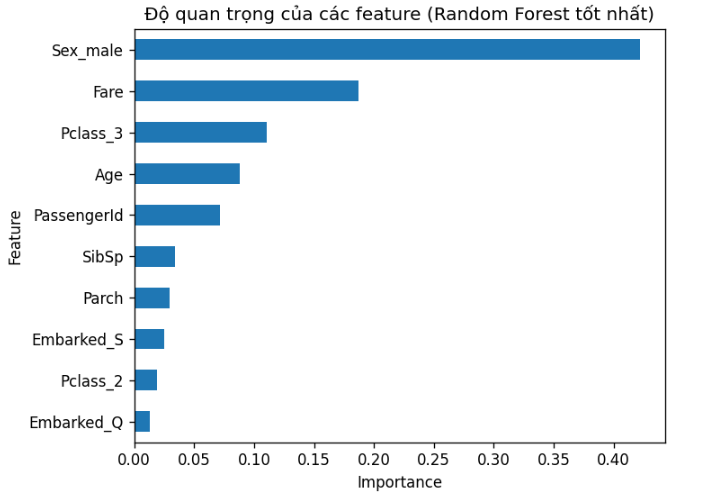 Độ quan trọng của các feature (Random Forest tốt nhất)
Sex_male
Fare
Pclass_3
Age
PassengerId
SibSp
Parch
Embarked_S
Pclass_2
Embarked_Q
Feature
0.00 0.05 0.10 0.15 0.20 0.25 0.30 0.35 0.40
Importance